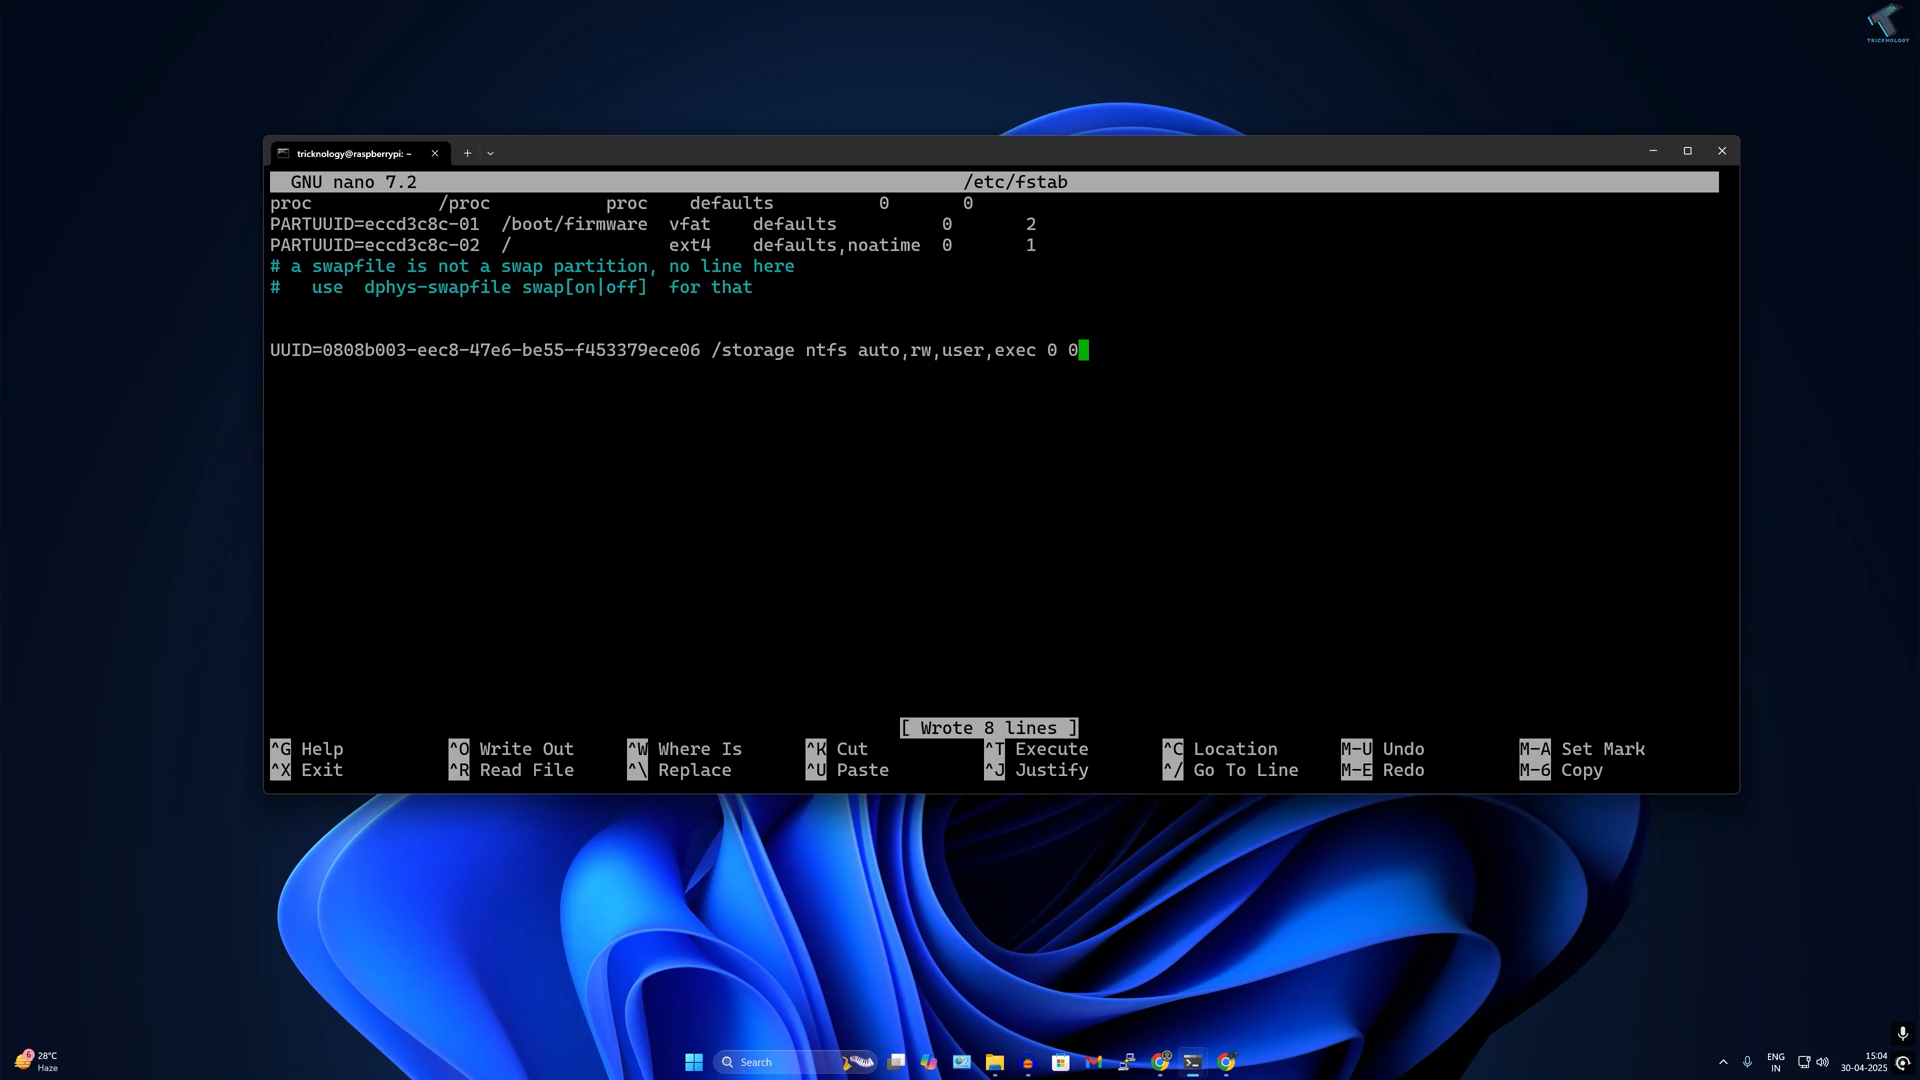 TRICKNOLOGY
tricknology@raspberrypi: ~
GNU nano 7.2 /etc/fstab
proc /proc proc defaults 0 0
PARTUUID=eccd3c8c-01 /boot/firmware vfat defaults 0 2
PARTUUID=eccd3c8c-02 / ext4 defaults,noatime 0 1
# a swapfile is not a swap partition, no line here
# use dphys-swapfile swap[on|off] for that
UUID=0808b003-eec8-47e6-be55-f453379ece06 /storage ntfs auto,rw,user,exec 0 0
[ Wrote 8 lines ]
^G Help ^O Write Out ^W Where Is ^K Cut ^T Execute ^C Location M-U Undo M-A Set Mark
^X Exit ^R Read File ^\ Replace ^U Paste ^J Justify ^/ Go To Line M-E Redo M-6 Copy
6 28°C
Haze
Search
ENG
IN
15:04
30-04-2025